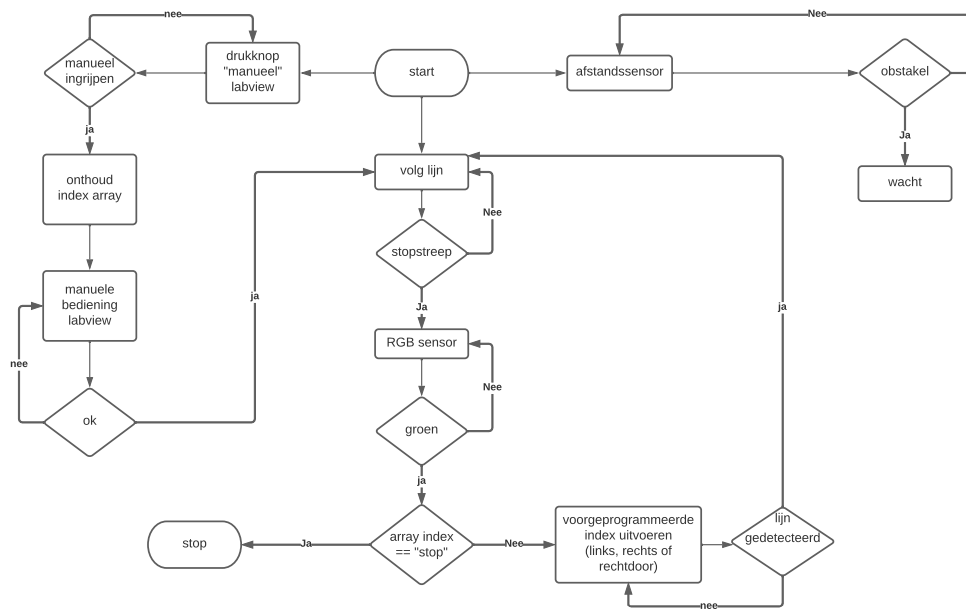 nee
Nee
manueel
ingrijpen
drukknop
"manueel"
labview
start
afstandssensor
obstakel
ja
Ja
onthoud
index array
volg lijn
wacht
Nee
stopstreep
manuele
bediening
labview
ja
Ja
ja
RGB sensor
nee
Nee
ok
groen
ja
stop
Ja
array index
== "stop"
Nee
voorgeprogrammeerde
index uitvoeren
(links, rechts of
rechtdoor)
lijn
gedetecteerd
nee